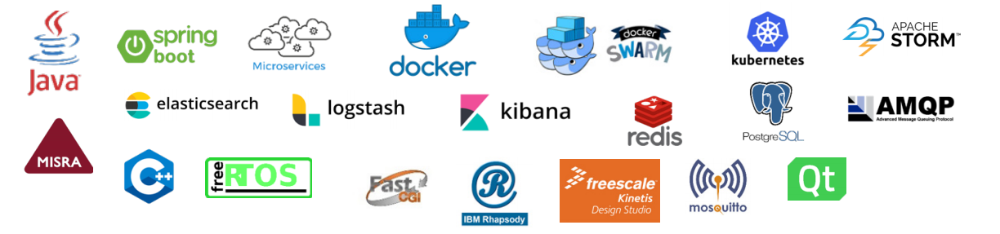 Java
spring
boot
Microservices
docker
docker
SWARM
kubernetes
APACHE
STORM™
elasticsearch
logstash
kibana
redis
PostgreSQL
AMQP
Advanced Message Queuing Protocol
MISRA
C++
free
RTOS
Fast
CGI
R
IBM Rhapsody
freescale
Kinetis
Design Studio
mosquitto
Qt